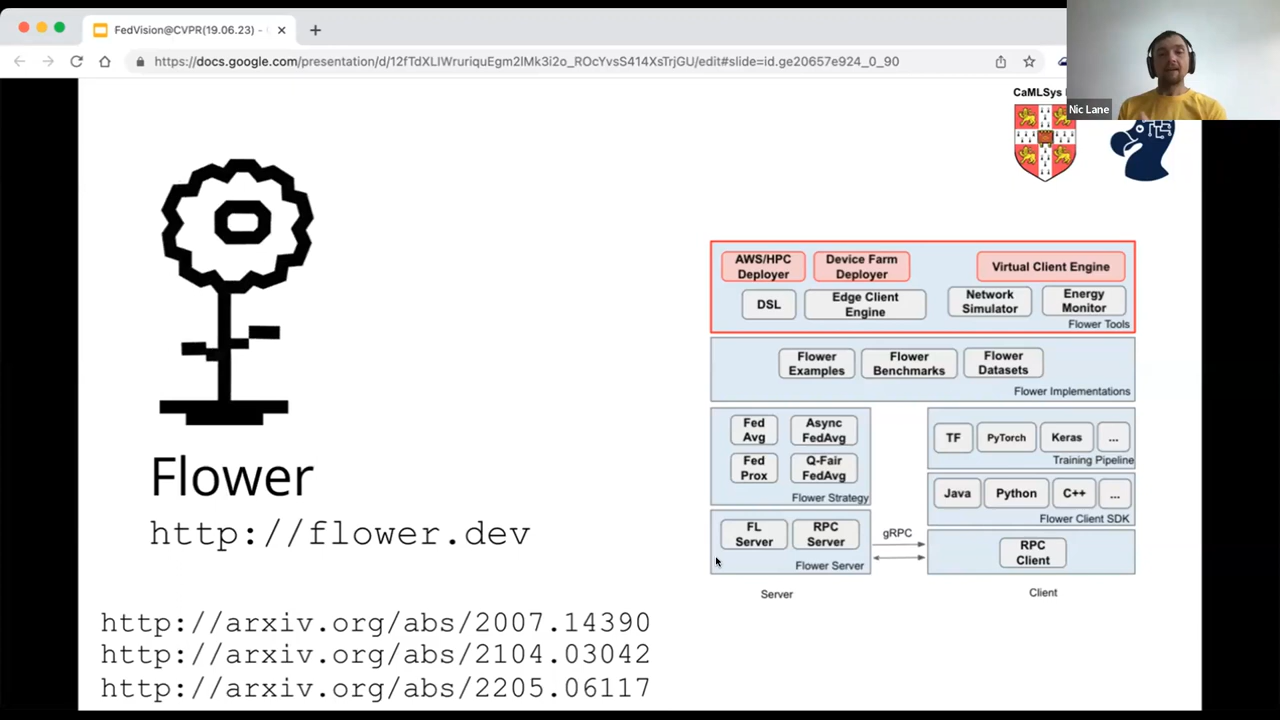 FedVision@CVPR(19.06.23) -
https://docs.google.com/presentation/d/12fTdXLIWruriquEgm2lMk3i2o_ROcYvsS414XsTrjGU/edit#slide=id.ge20657e924_0_90
Nic Lane
CaMLSys
Flower
http://flower.dev
http://arxiv.org/abs/2007.14390
http://arxiv.org/abs/2104.03042
http://arxiv.org/abs/2205.06117
AWS/HPC
Deployer
Device Farm
Deployer
Virtual Client Engine
DSL
Edge Client
Engine
Network
Simulator
Energy
Monitor
Flower Tools
Flower
Examples
Flower
Benchmarks
Flower
Datasets
Flower Implementations
Fed
Avg
Async
FedAvg
Fed
Prox
Q-Fair
FedAvg
Flower Strategy
FL
Server
RPC
Server
Flower Server
Server
gRPC
TF
PyTorch
Keras
...
Training Pipeline
Java
Python
C++
...
Flower Client SDK
RPC
Client
Client